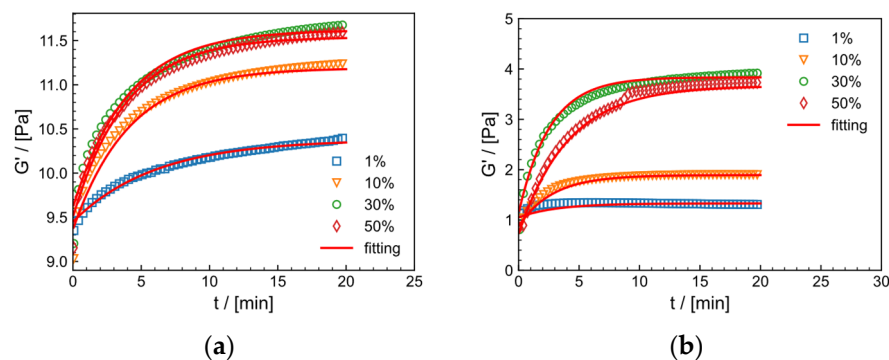 11.5
11.0
10.5
10.0
9.5
9.0
G' / [Pa]
0 5 10 15 20 25
t / [min]
1%
10%
30%
50%
fitting
(a)
5
4
3
2
1
0
G' / [Pa]
0 5 10 15 20 25 30
t / [min]
1%
10%
30%
50%
fitting
(b)